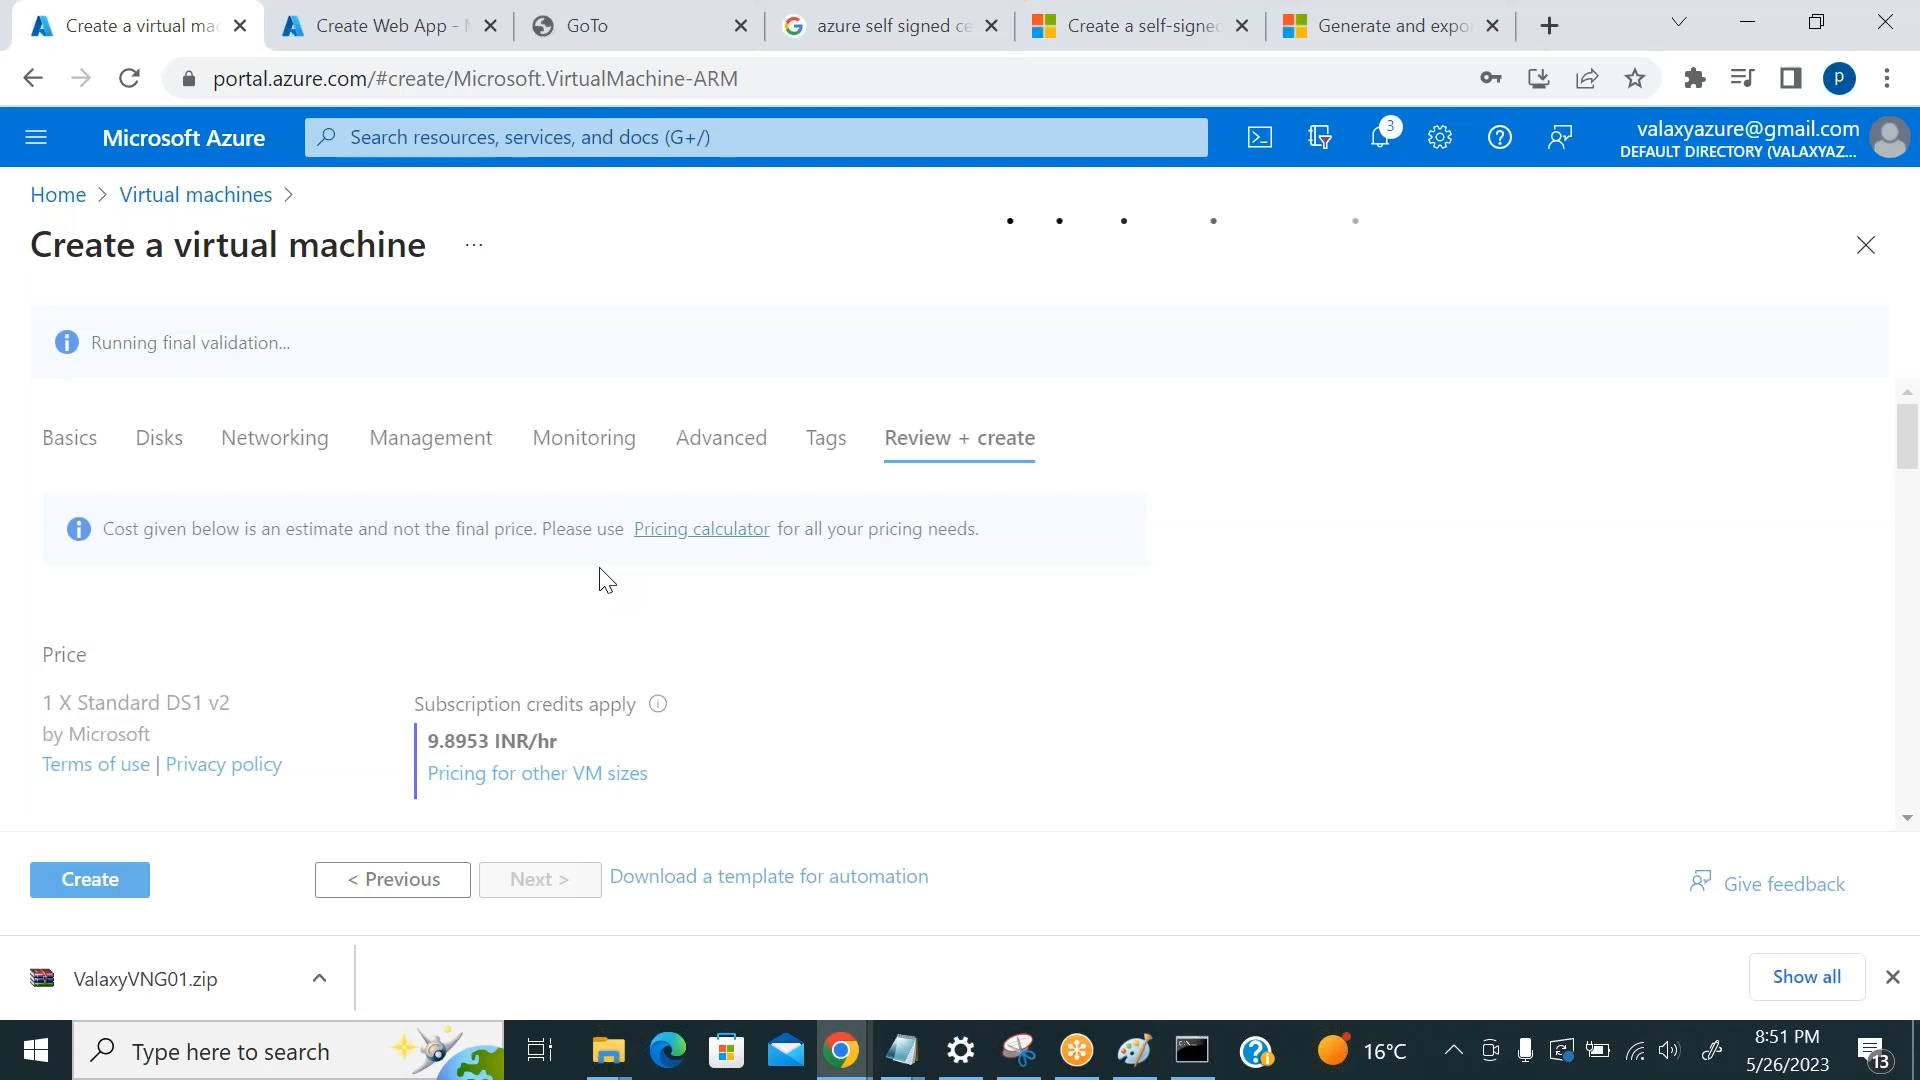 Create a virtual mac
Create Web App - M
GoTo
azure self signed ce
Create a self-signed
Generate and expor
portal.azure.com/#create/Microsoft.VirtualMachine-ARM
p
Microsoft Azure
Search resources, services, and docs (G+/)
3
valaxyazure@gmail.com
DEFAULT DIRECTORY (VALAXYAZ...
Home > Virtual machines >
Create a virtual machine ...
Running final validation...
Basics Disks Networking Management Monitoring Advanced Tags Review + create
Cost given below is an estimate and not the final price. Please use Pricing calculator for all your pricing needs.
Price
1 X Standard DS1 v2
by Microsoft
Terms of use | Privacy policy
Subscription credits apply
9.8953 INR/hr
Pricing for other VM sizes
Create
< Previous
Next >
Download a template for automation
Give feedback
ValaxyVNG01.zip
Show all
Type here to search
16°C
8:51 PM
5/26/2023
13